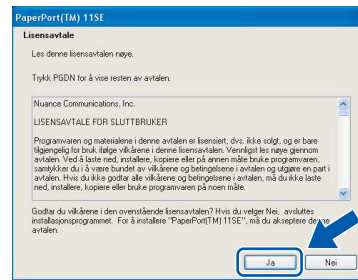 PaperPort(TM) 11SE
Lisensavtale
Les denne lisensavtalen nøye.
Trykk PGDN for å vise resten av avtalen.
Nuance Communications, Inc.
LISENSAVTALE FOR SLUTTBRUKER
Programvaren og materialene i denne avtalen er lisensiert, dvs. ikke solgt, og er bare
tilgjengelig for bruk ifølge vilkårene i denne lisensavtalen. Vennligst les nøye gjennom
avtalen. Ved å laste ned, installere, kopiere eller på annen måte bruke programvaren,
samtykker du i å være bundet av vilkårene og betingelsene i avtalen og utgjøre en part i
avtalen. Hvis du ikke godtar alle vilkårene og betingelsene i avtalen, må du ikke laste
ned, installere, kopiere eller bruke programvaren på noen måte.
Godtar du vilkårene i den ovenstående lisensavtalen? Hvis du velger Nei, avsluttes
installasjonsprogrammet. For å installere "PaperPort(TM) 11SE", må du akseptere denne
avtalen.
Ja
Nei